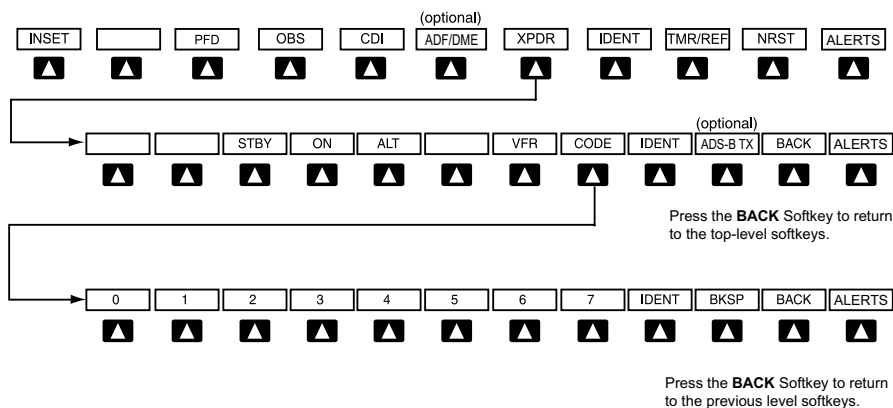 (optional)
INSET PFD OBS CDI ADF/DME XPDR IDENT TMR/REF NRST ALERTS
(optional)
STBY ON ALT VFR CODE IDENT ADS-B TX BACK ALERTS
Press the BACK Softkey to return
to the top-level softkeys.
0 1 2 3 4 5 6 7 IDENT BKSP BACK ALERTS
Press the BACK Softkey to return
to the previous level softkeys.